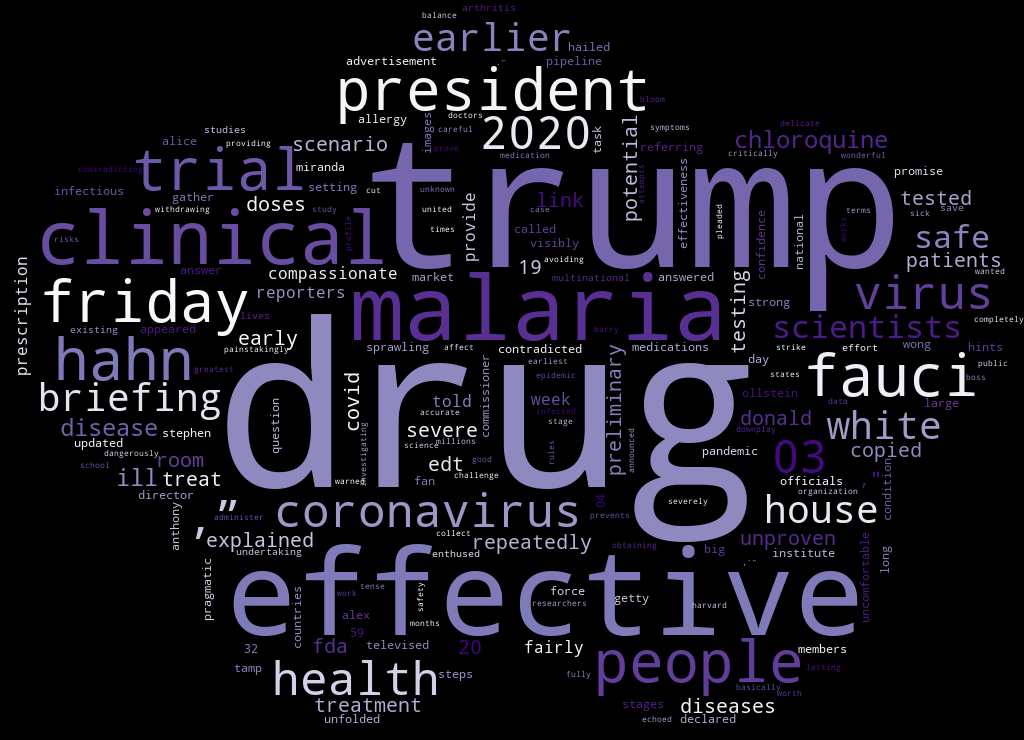 arthritis
balance
earlier
hailed
advertisement
pipeline
president
bloom
allergy
doctors
images
careful
2020
task
symptoms
delicate
studies
alice
providing
scenario
prove
medication
potential
referring
chloroquine
critically
wonderful
contradicting
trial
miranda
trump
effectiveness
attempts
promise
infectious
gather
setting
cut
unknown
link
tested
doses
withdrawing
study
united
case
provide
times
called
visibly
pleaded
confidence
national
terms
sick
save
clinical
profile
risks
avoiding
works
safe
wanted
patients
prescription
answer
compassionate
19
market
multinational
answered
testing
strong
virus
friday
reporters
lives
malaria
barry
completely
existing
appeared
early
painstakingly
scientists
hahn
greatest
sprawling
affect
contradicted
medications
day
strike
effort
wong
hints
public
drug
earliest
epidemic
states
boss
fauci
briefing
covid
question
commissioner
told
week
accurate
infected
preliminary
ollstein
data
large
disease
stephen
severe
science
millions
stage
donald
downplay
white
updated
dangerously
investigating
rules
announced
room
school
edt
good
challenge
pandemic
03
copied
ill
treat
warned
fan
officials
organization
,"
condition
director
04
severely
house
anthony
,”
administer
coronavirus
prevents
explained
collect
repeatedly
unproven
undertaking
enthused
obtaining
big
institute
uncomfortable
long
effective
pragmatic
countries
tense
work
safety
force
researchers
getty
harvard
alex
months
59
members
32
fda
televised
20
fairly
people
letting
tamp
health
steps
fully
basically
worth
treatment
stages
diseases
unfolded
echoed
declared